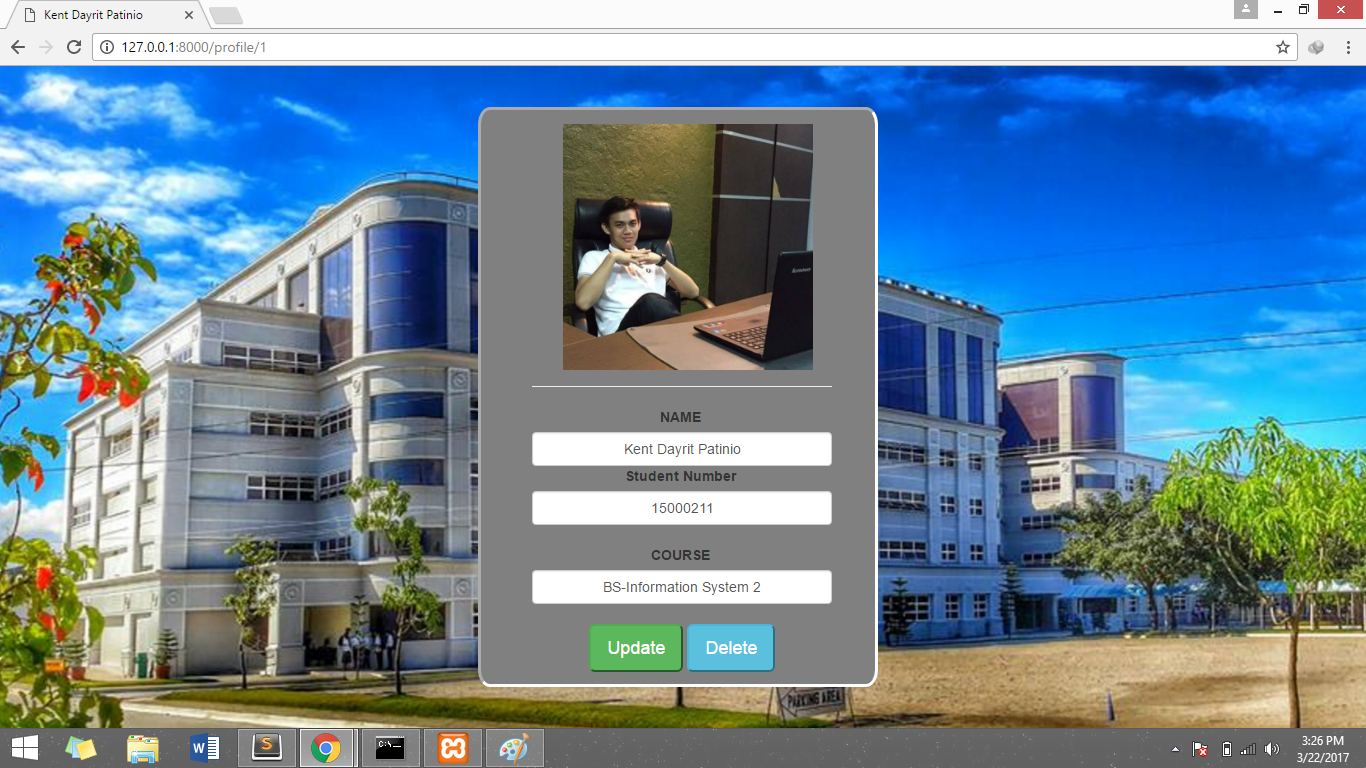 Kent Dayrit Patinio
127.0.0.1:8000/profile/1
lenovo
NAME
Kent Dayrit Patinio
Student Number
15000211
COURSE
BS-Information System 2
Update Delete
PARKING AREA
C:\_
3:26 PM
3/22/2017